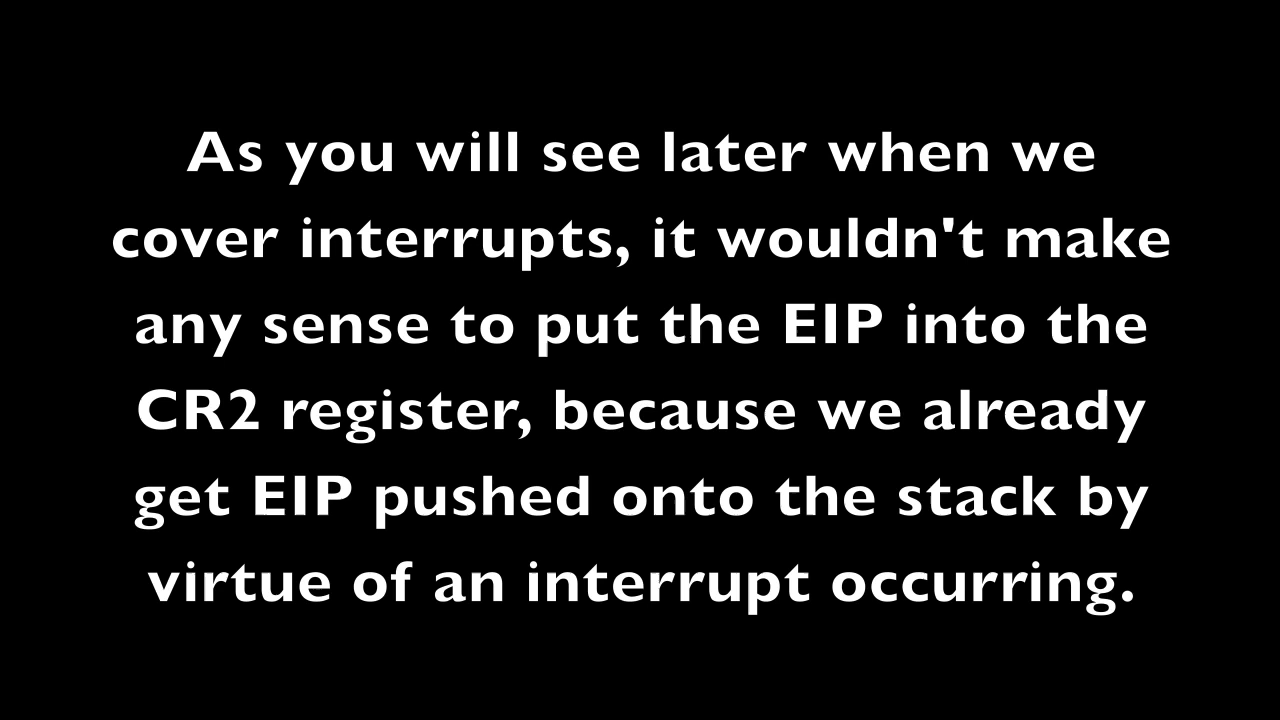 As you will see later when we
cover interrupts, it wouldn't make
any sense to put the EIP into the
CR2 register, because we already
get EIP pushed onto the stack by
virtue of an interrupt occurring.